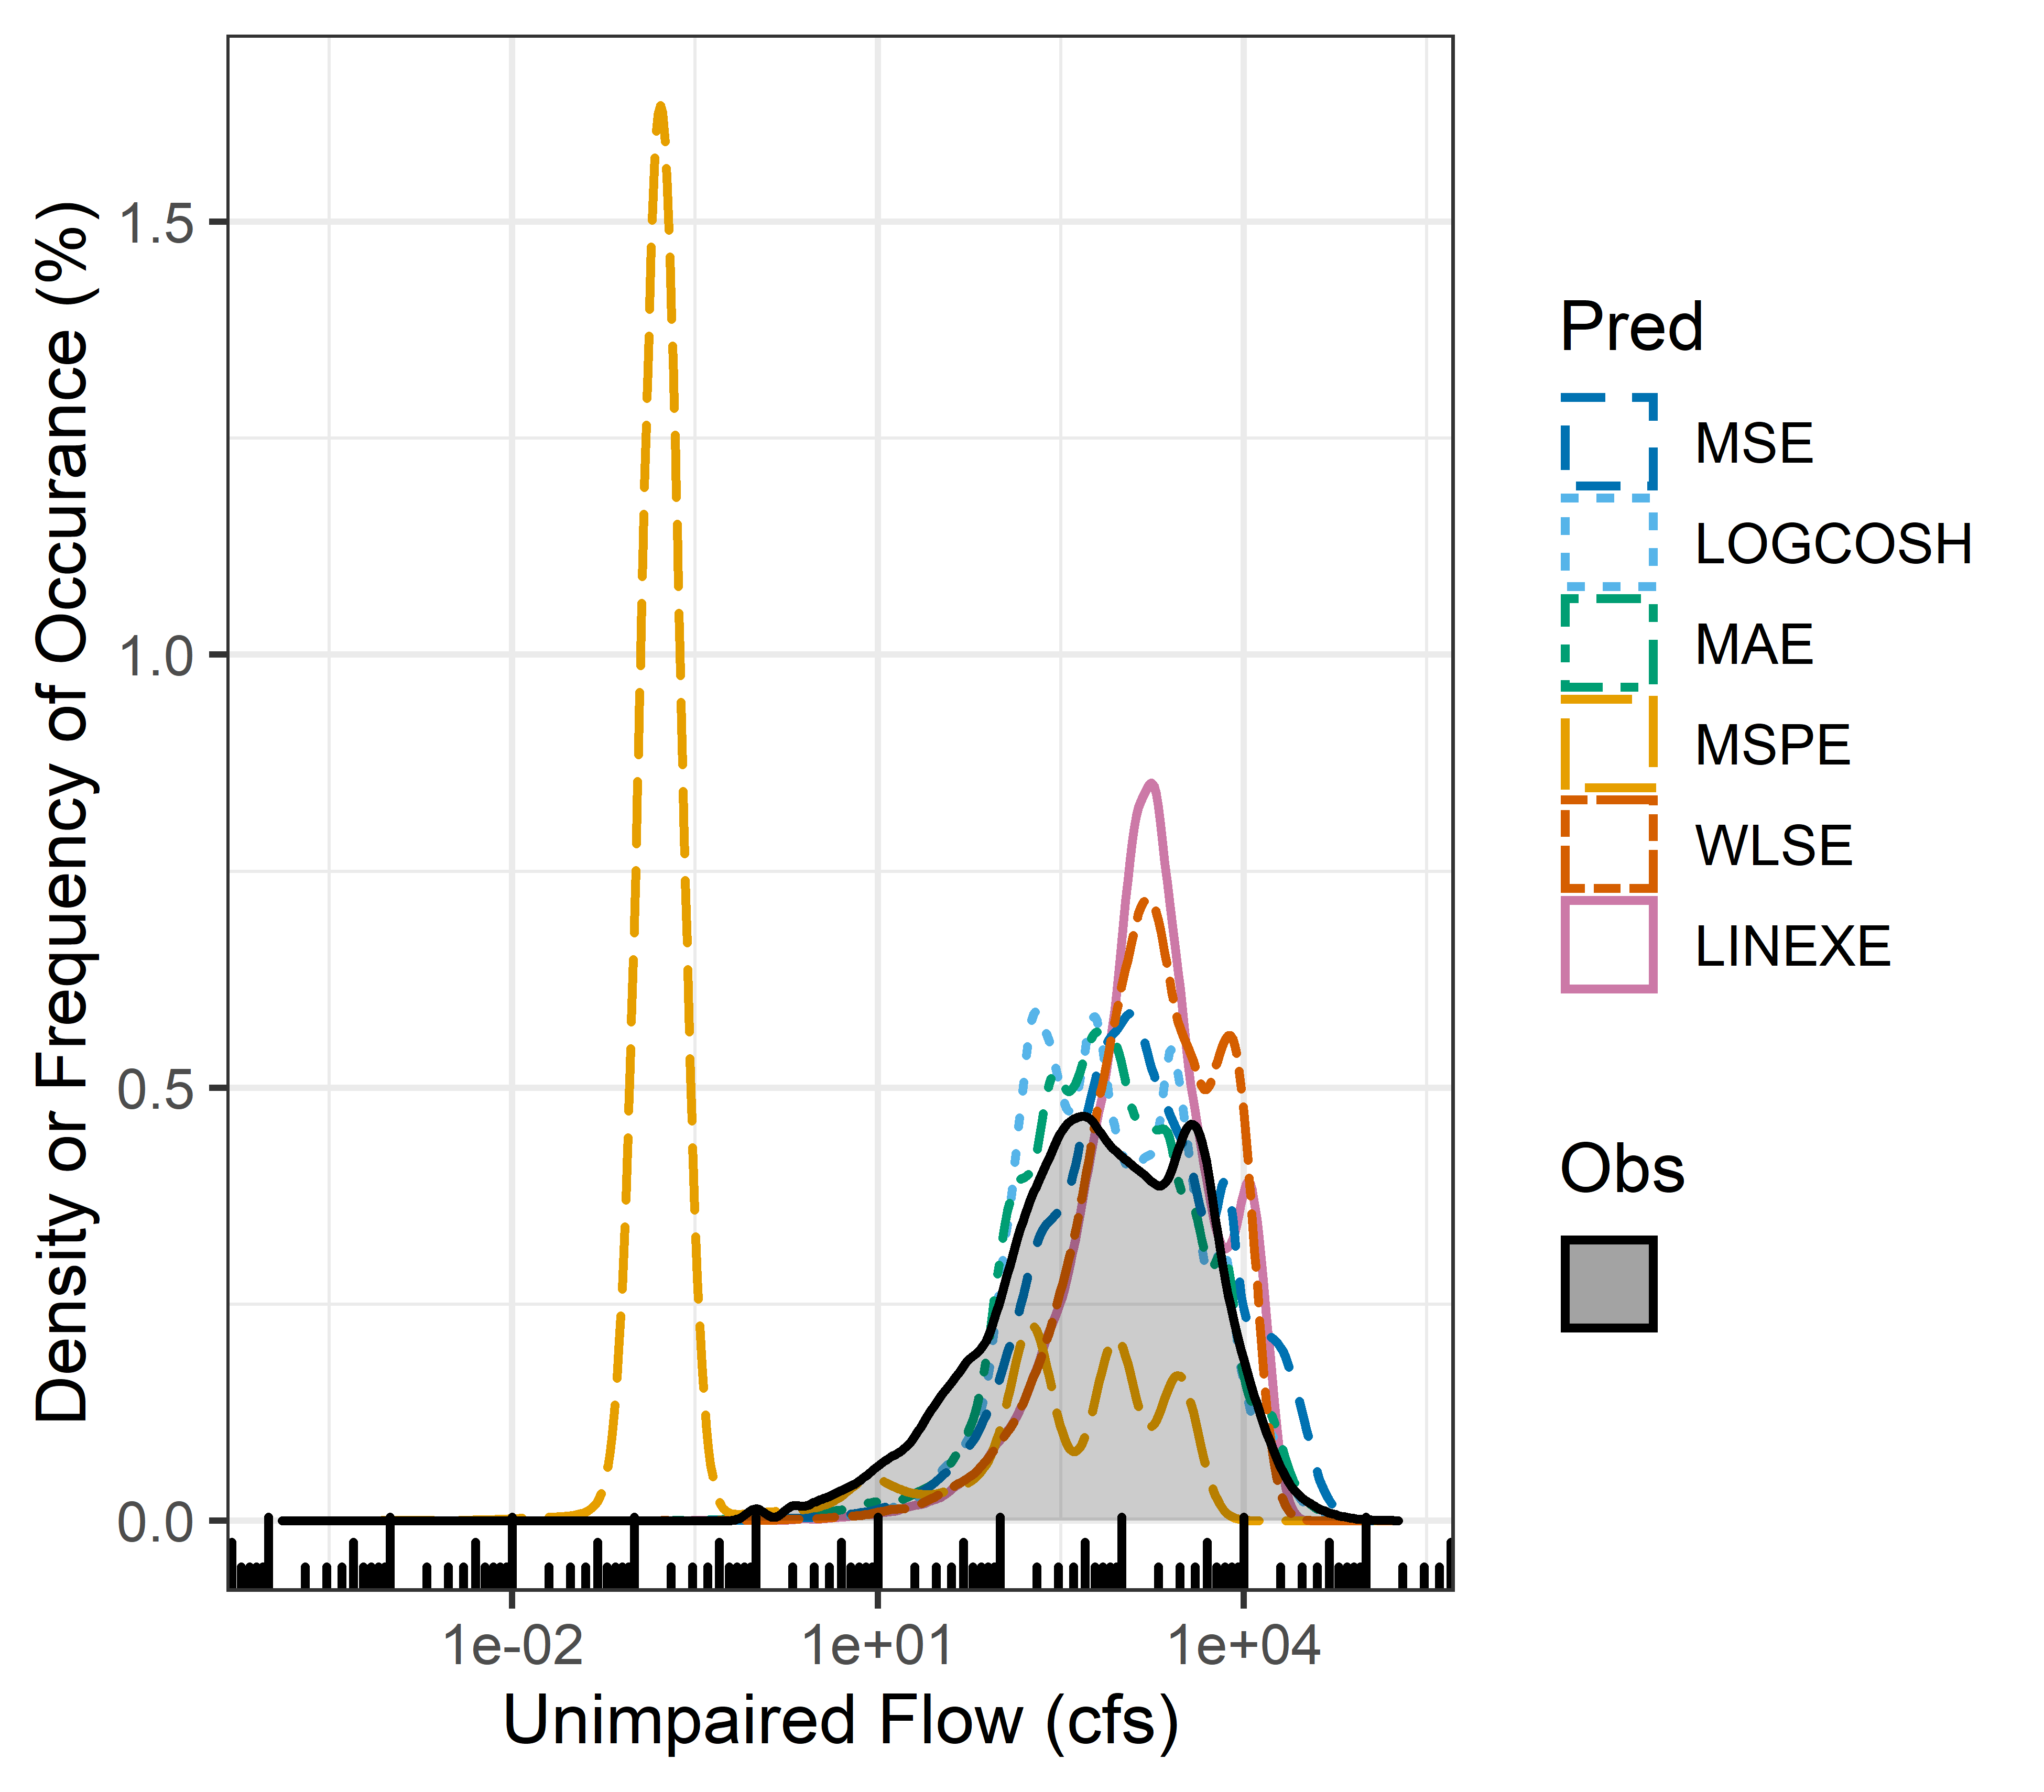 Density or Frequency of Occurance (%)
1.5
1.0
0.5
0.0
1e-02 1e+01 1e+04
Unimpaired Flow (cfs)
Pred
MSE
LOGCOSH
MAE
MSPE
WLSE
LINEXE
Obs